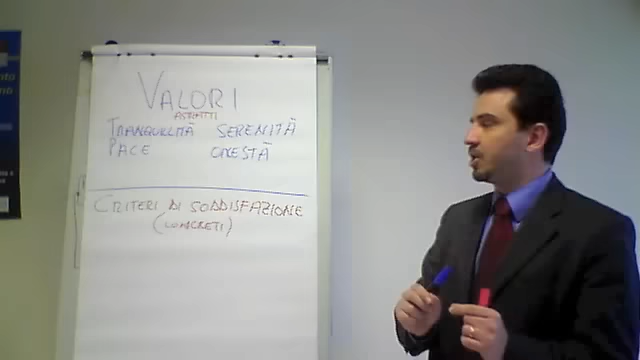 VALORI
ASTRATTI
TRANQUILLITÀ SERENITÀ
PACE ONESTÀ
CRITERI DI SODDISFAZIONE
(CONCRETI)